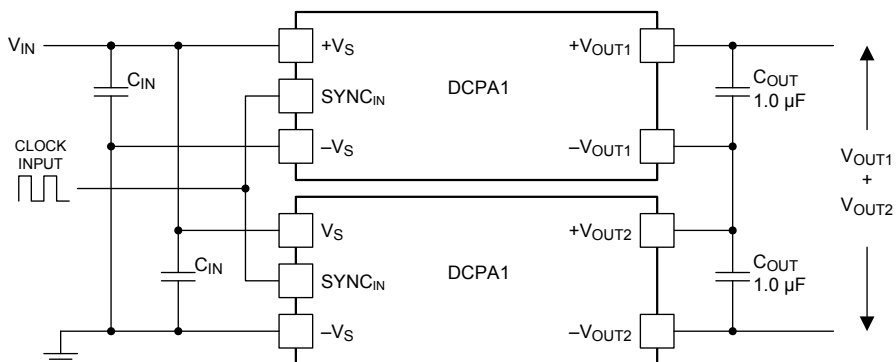 V_IN
+V_S
+V_OUT1
C_IN
SYNC_IN
DCPA1
C_OUT
1.0 µF
–V_S
–V_OUT1
CLOCK
INPUT
V_OUT1
+
V_OUT2
V_S
+V_OUT2
C_IN
SYNC_IN
DCPA1
C_OUT
1.0 µF
–V_S
–V_OUT2